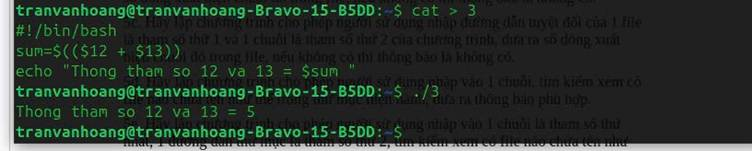 tranvanhoang@tranvanhoang-Bravo-15-B5DD:~$ cat > 3
#!/bin/bash
sum=$(($12 + $13))
echo "Thong tham so 12 va 13 = $sum "
tranvanhoang@tranvanhoang-Bravo-15-B5DD:~$ ./3
Thong tham so 12 va 13 = 5
tranvanhoang@tranvanhoang-Bravo-15-B5DD:~$